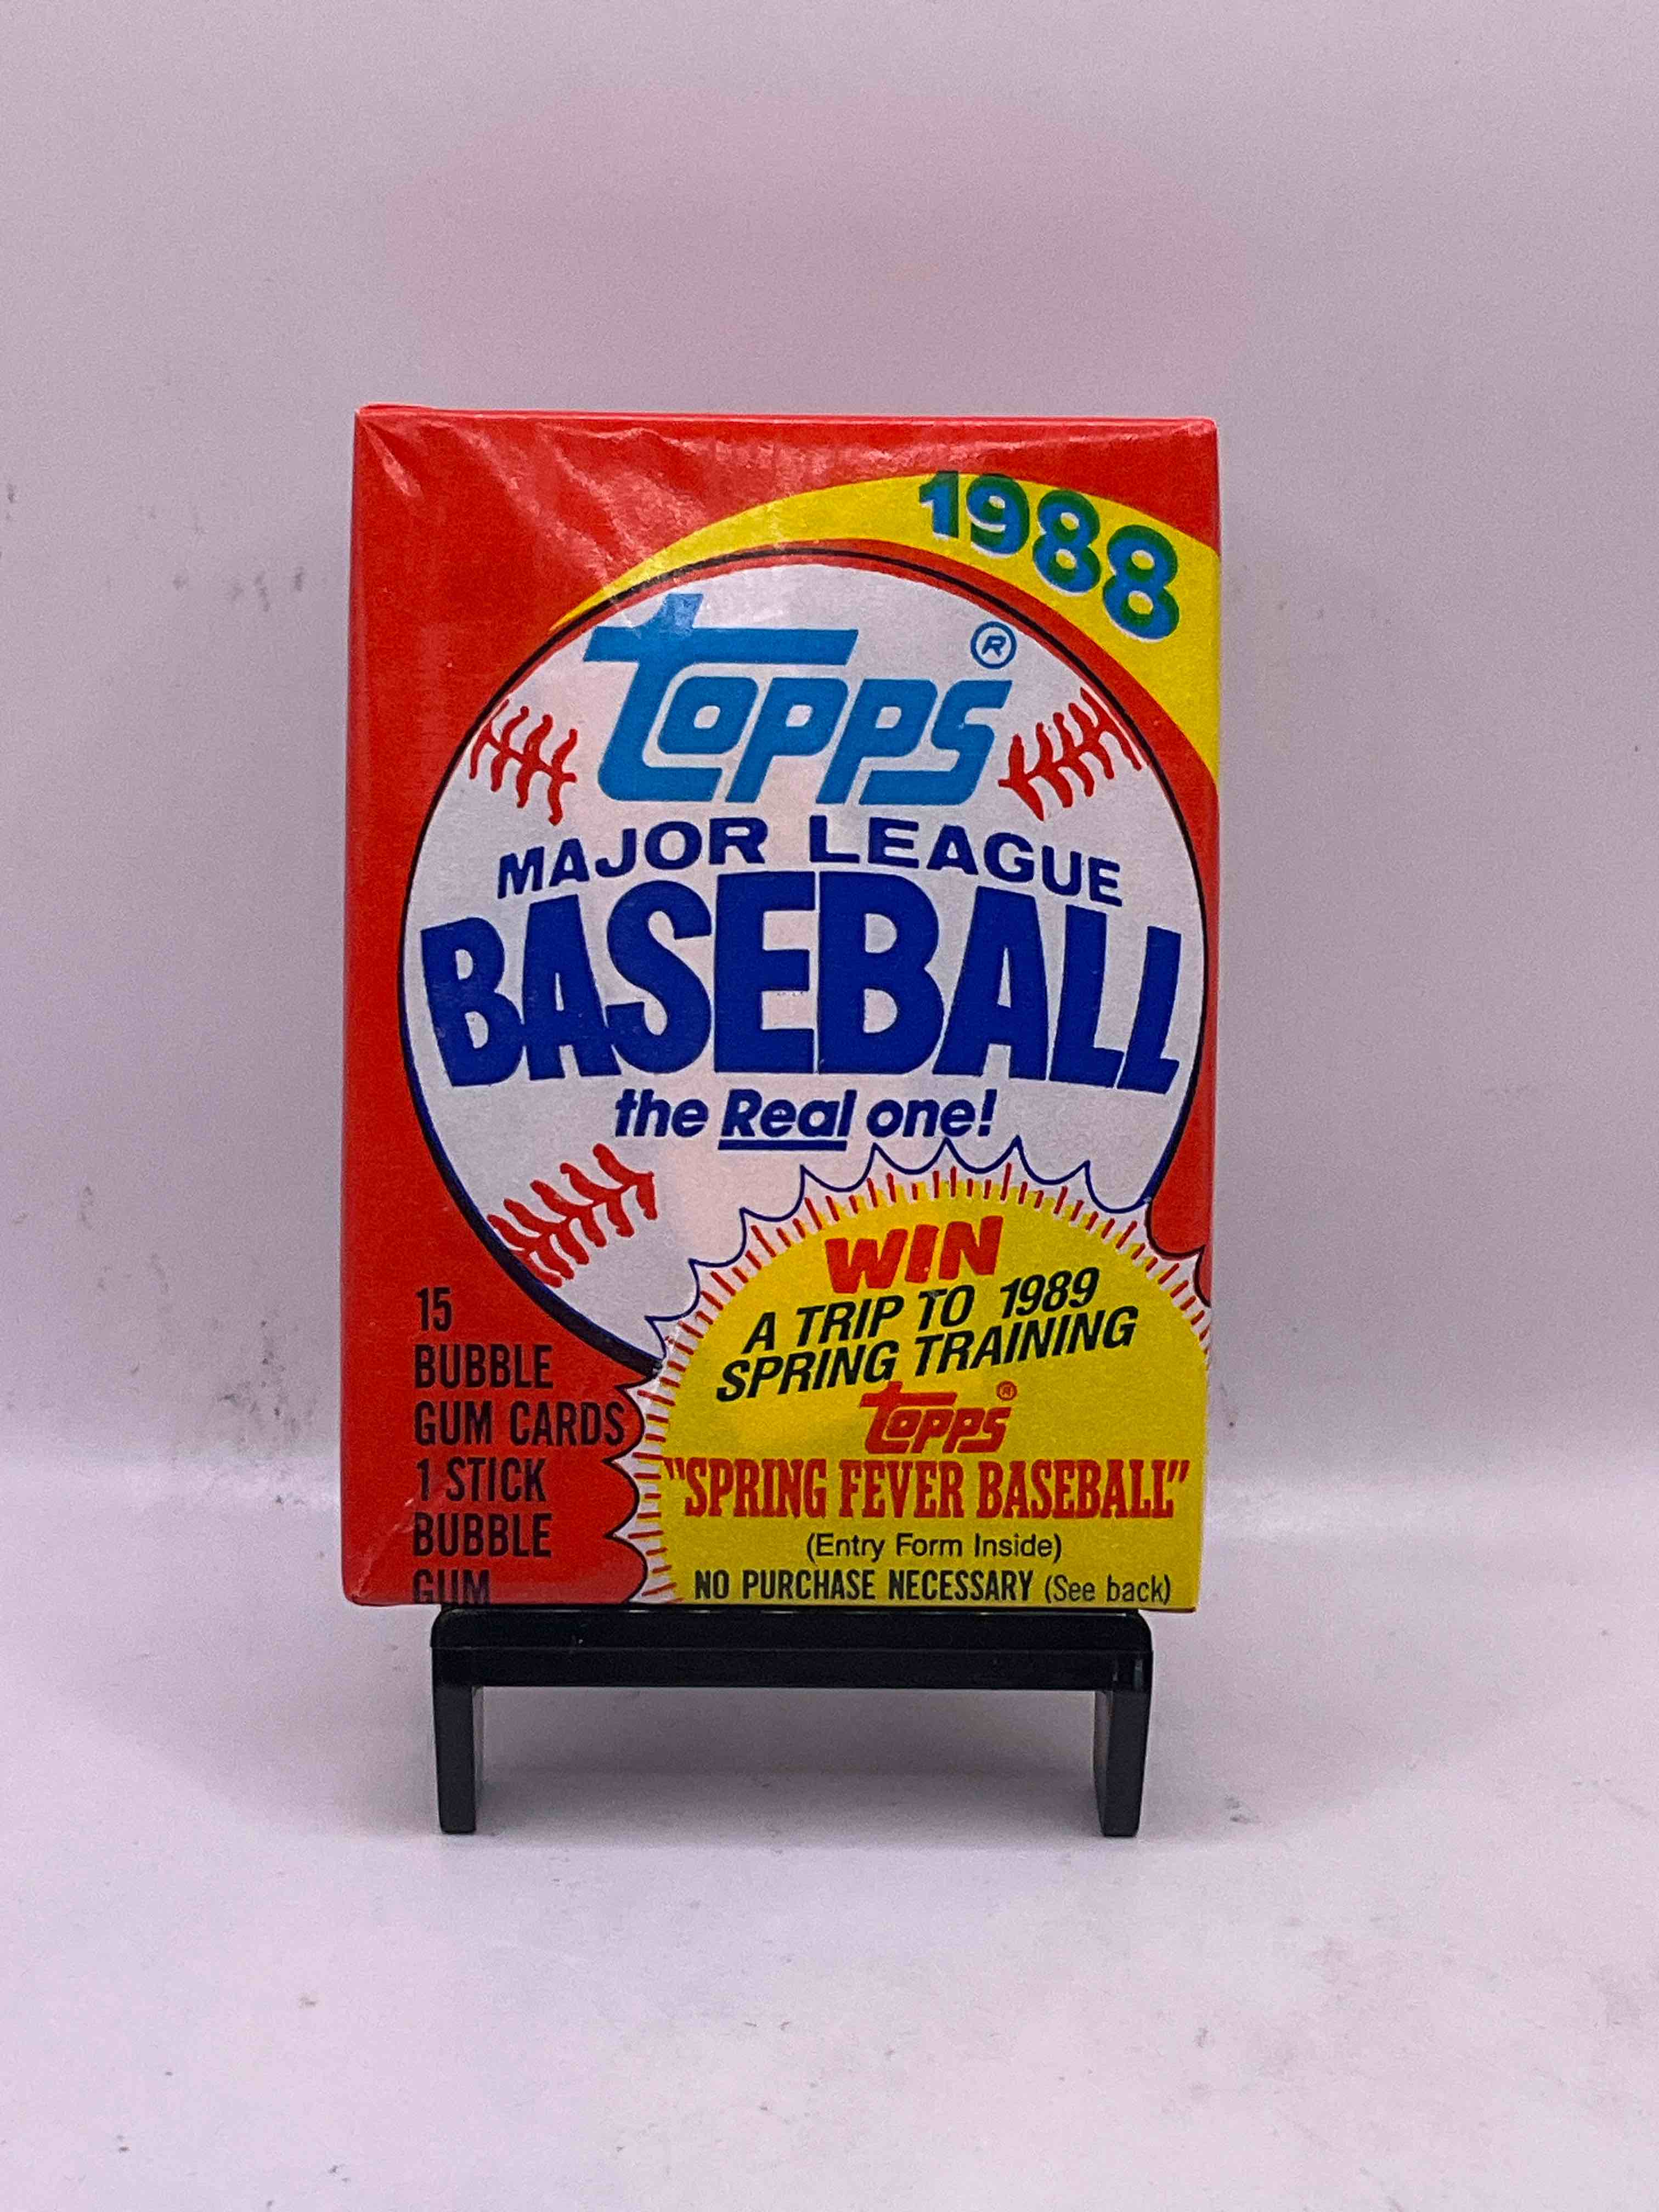 1988
Topps®
MAJOR LEAGUE
BASEBALL
the Real one!
WIN
A TRIP TO 1989
SPRING TRAINING
Topps®
"SPRING FEVER BASEBALL"
(Entry Form Inside)
NO PURCHASE NECESSARY (See back)
15
BUBBLE
GUM CARDS
1 STICK
BUBBLE
GUM